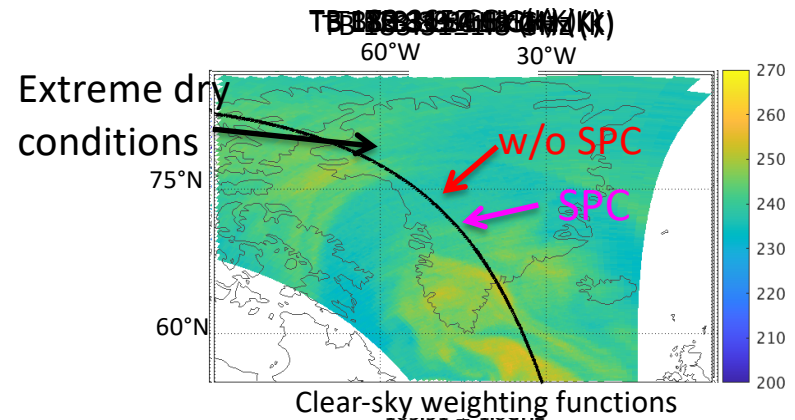 60°W 30°W
Extreme dry
conditions
w/o SPC
SPC
75°N
60°N
270
260
250
240
230
220
210
200
Clear-sky weighting functions